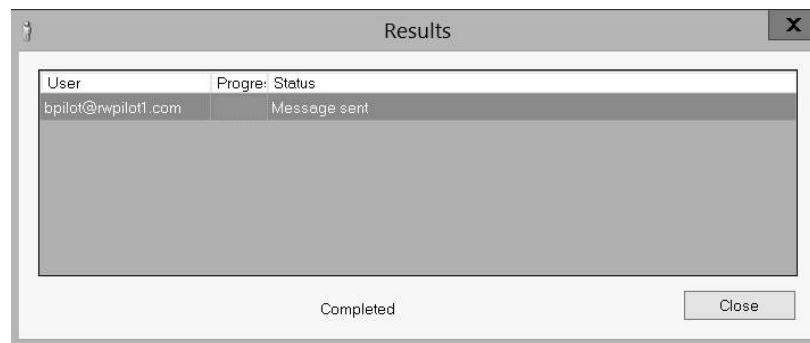 Results
X
User Progre: Status
bpilot@rwpilot1.com Message sent
Completed
Close